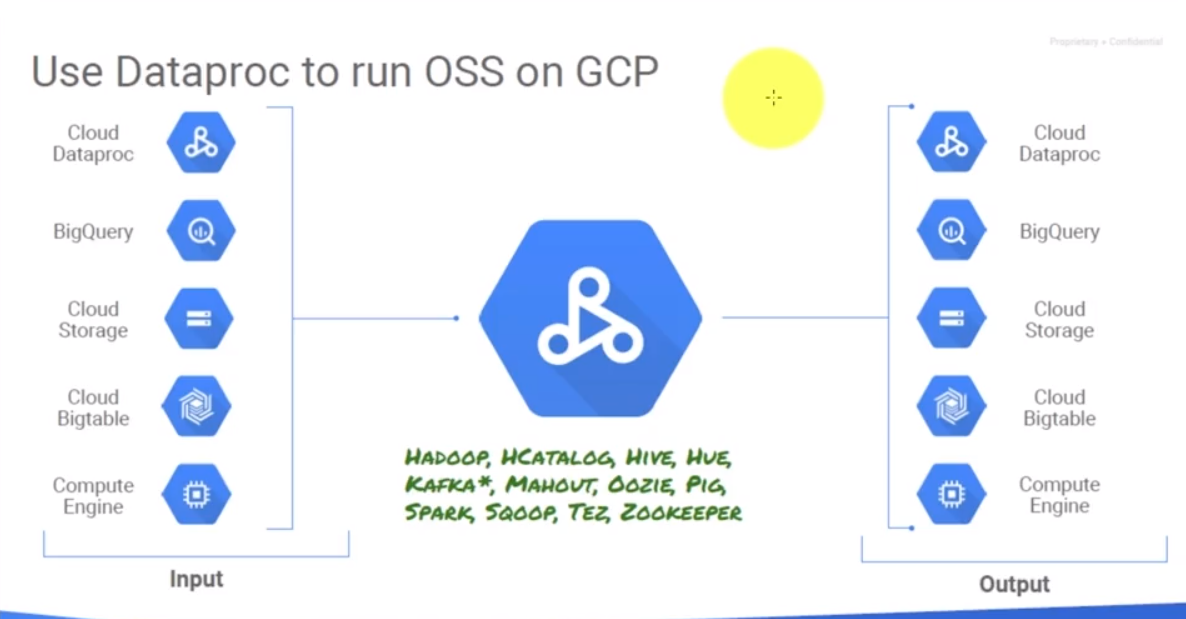 Proprietary + Confidential
Use Dataproc to run OSS on GCP
Cloud
Dataproc
BigQuery
Cloud
Storage
Cloud
Bigtable
Compute
Engine
Input
HADOOP, HCATALOG, HIVE, HUE,
KAFKA*, MAHOUT, OOZIE, PIG,
SPARK, SQOOP, TEZ, ZOOKEEPER
Cloud
Dataproc
BigQuery
Cloud
Storage
Cloud
Bigtable
Compute
Engine
Output